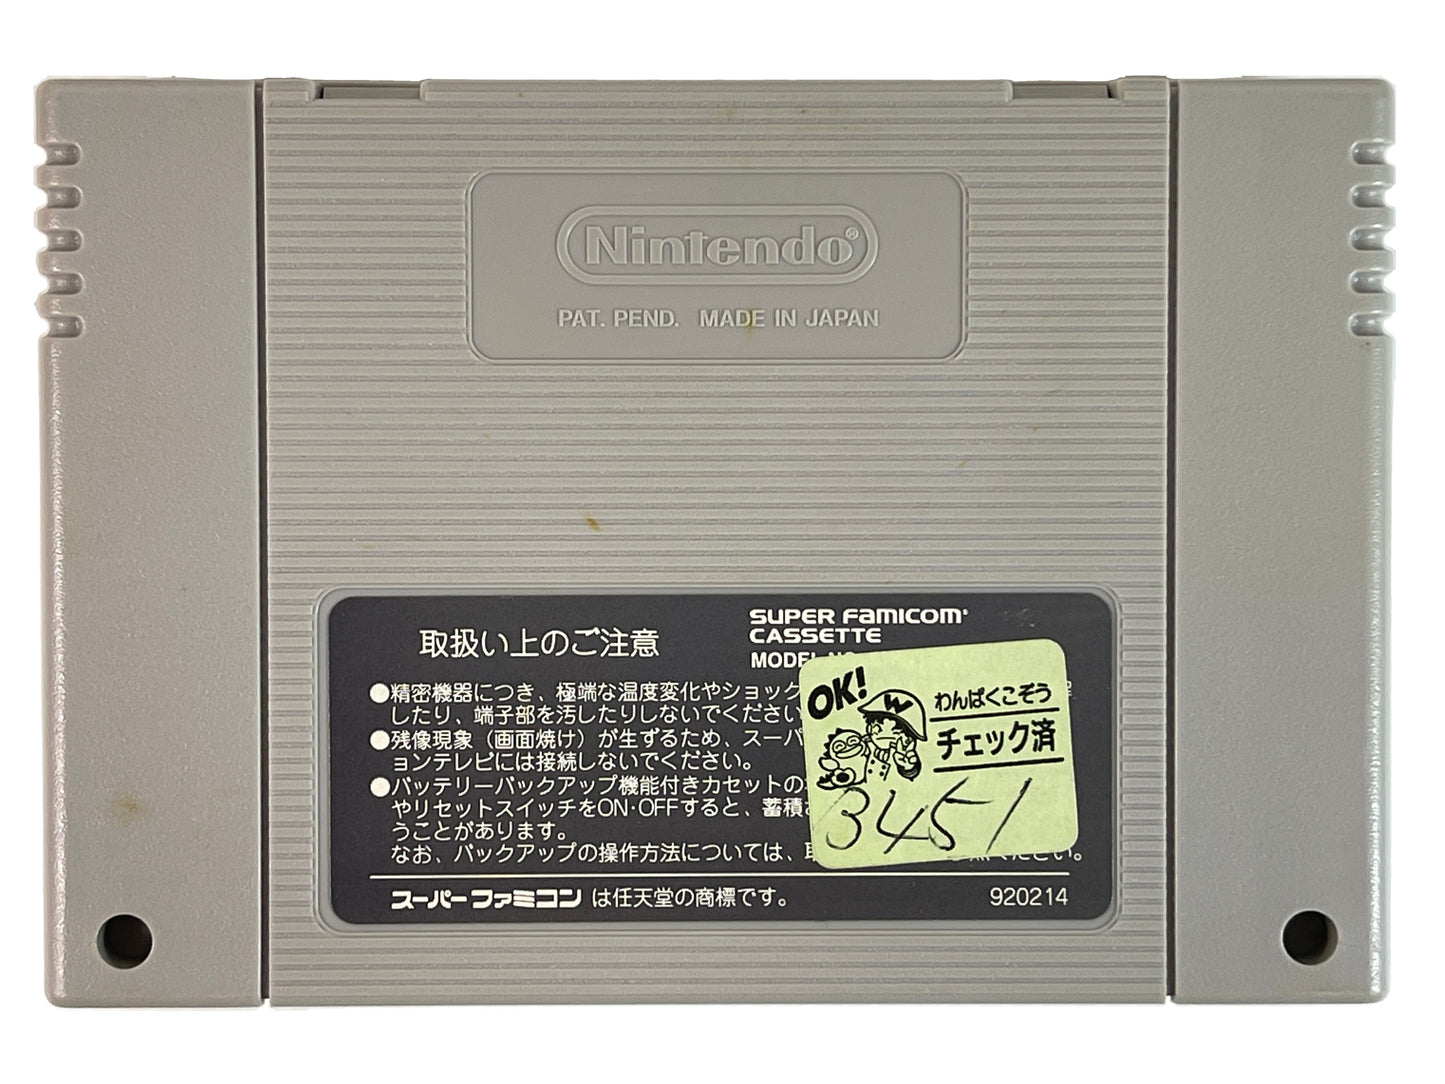 Nintendo®
PAT. PEND. MADE IN JAPAN
取扱い上のご注意
SUPER FAMICOM
CASSETTE
MODEL
●精密機器につき、極端な温度変化やショック
したり、端子部を汚したりしないでください
●残像現象（画面焼け）が生ずるため、スーパ
ョンテレビには接続しないでください。
●バッテリーバックアップ機能付きカセットの
やリセットスイッチをON・OFFすると、蓄積
うことがあります。
なお、バックアップの操作方法については、
ください。
スーパーファミコン は任天堂の商標です。
920214
OK!
W
わんぱくこぞう
チェック済
3451